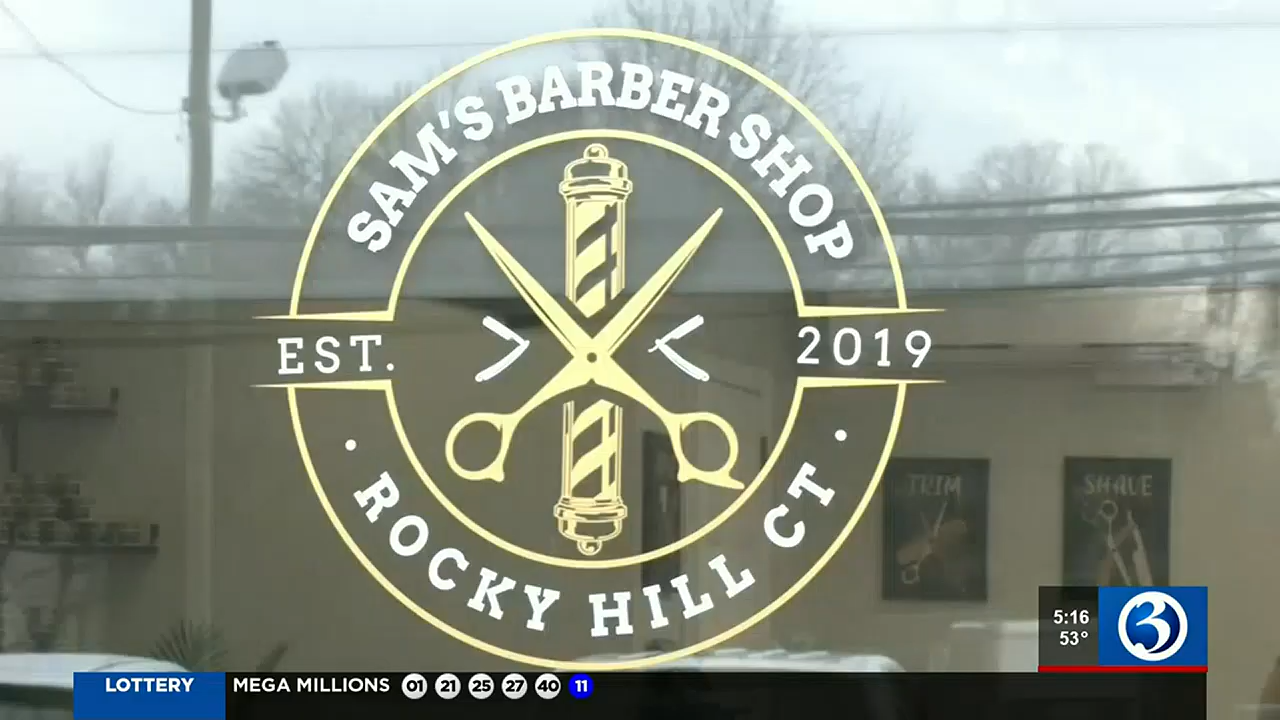 SAM'S BARBER SHOP
EST. 2019
· ROCKY HILL CT ·
TRIM
SHAVE
5:16
53°
3
LOTTERY MEGA MILLIONS 01 21 25 27 40 11